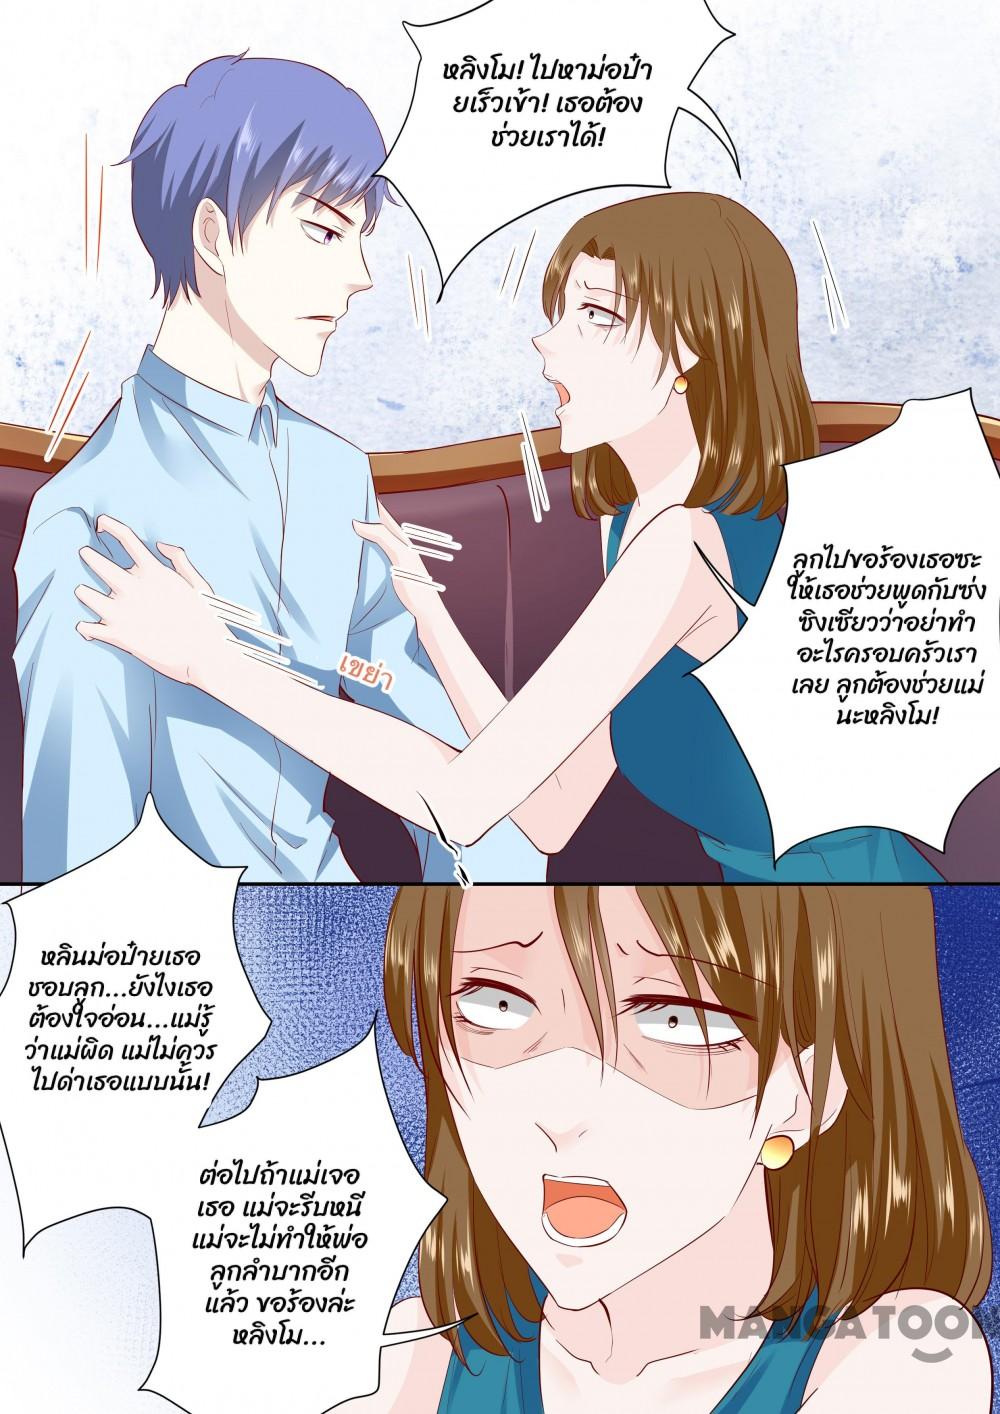 หลิงโม! ไปหาม่อป๋า
ยเร็วเข้า! เธอต้อง
ช่วยเราได้!
ลูกไปขอร้องเธอซะ
ให้เธอช่วยพูดกับซ่ง
ซิงเซียวว่าอย่าทำ
อะไรครอบครัวเรา
เลย ลูกต้องช่วยแม่
นะหลิงโม!
เขย่า
หลินม่อป๋ายเธอ
ชอบลูก...ยังไงเธอ
ต้องใจอ่อน...แม่รู้
ว่าแม่ผิด แม่ไม่ควร
ไปด่าเธอแบบนั้น!
ต่อไปถ้าแม่เจอ
เธอ แม่จะรีบหนี
แม่จะไม่ทำให้พ่อ
ลูกลำบากอีก
แล้ว ขอร้องล่ะ
หลิงโม...
MANGATOON